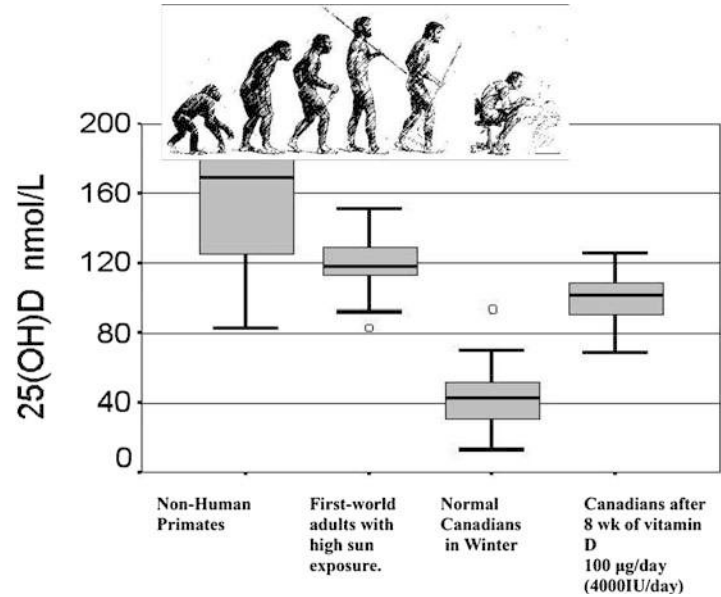 200
160
120
80
40
0
25(OH)D nmol/L
Non-Human
Primates
First-world
adults with
high sun
exposure.
Normal
Canadians
in Winter
Canadians after
8 wk of vitamin
D
100 µg/day
(4000IU/day)